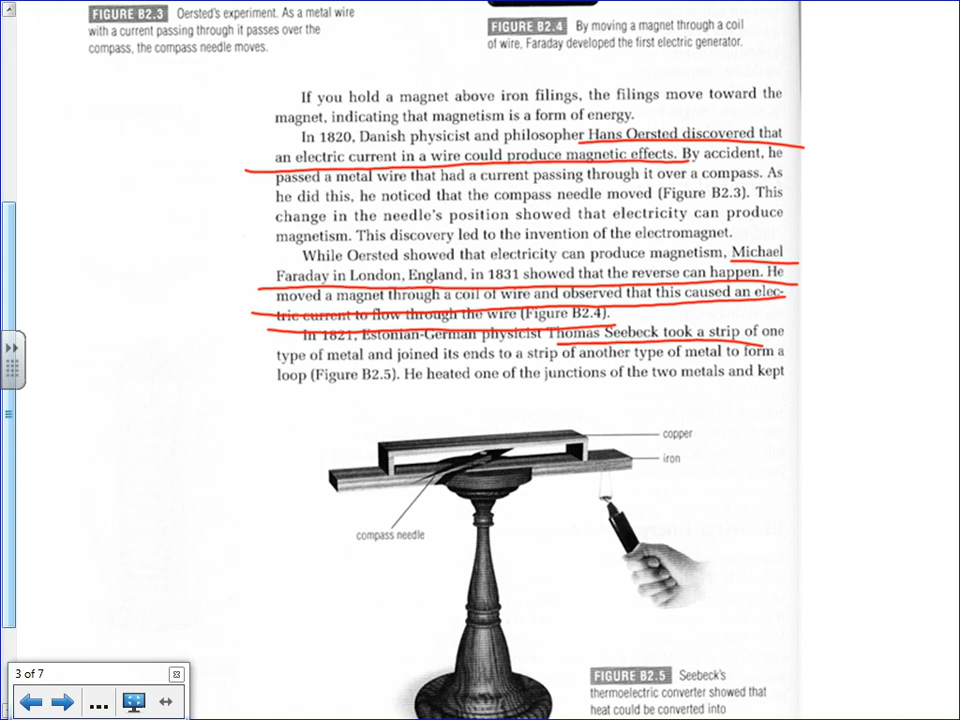 FIGURE B2.3 Oersted's experiment. As a metal wire
with a current passing through it passes over the
compass, the compass needle moves.
FIGURE B2.4 By moving a magnet through a coil
of wire, Faraday developed the first electric generator.
If you hold a magnet above iron filings, the filings move toward the
magnet, indicating that magnetism is a form of energy.
In 1820, Danish physicist and philosopher Hans Oersted discovered that
an electric current in a wire could produce magnetic effects. By accident, he
passed a metal wire that had a current passing through it over a compass. As
he did this, he noticed that the compass needle moved (Figure B2.3). This
change in the needle's position showed that electricity can produce
magnetism. This discovery led to the invention of the electromagnet.
While Oersted showed that electricity can produce magnetism, Michael
Faraday in London, England, in 1831 showed that the reverse can happen. He
moved a magnet through a coil of wire and observed that this caused an elec-
tric current to flow through the wire (Figure B2.4).
In 1821, Estonian-German physicist Thomas Seebeck took a strip of one
type of metal and joined its ends to a strip of another type of metal to form a
loop (Figure B2.5). He heated one of the junctions of the two metals and kept
copper
iron
compass needle
FIGURE B2.5 Seebeck's
thermoelectric converter showed that
heat could be converted into
3 of 7